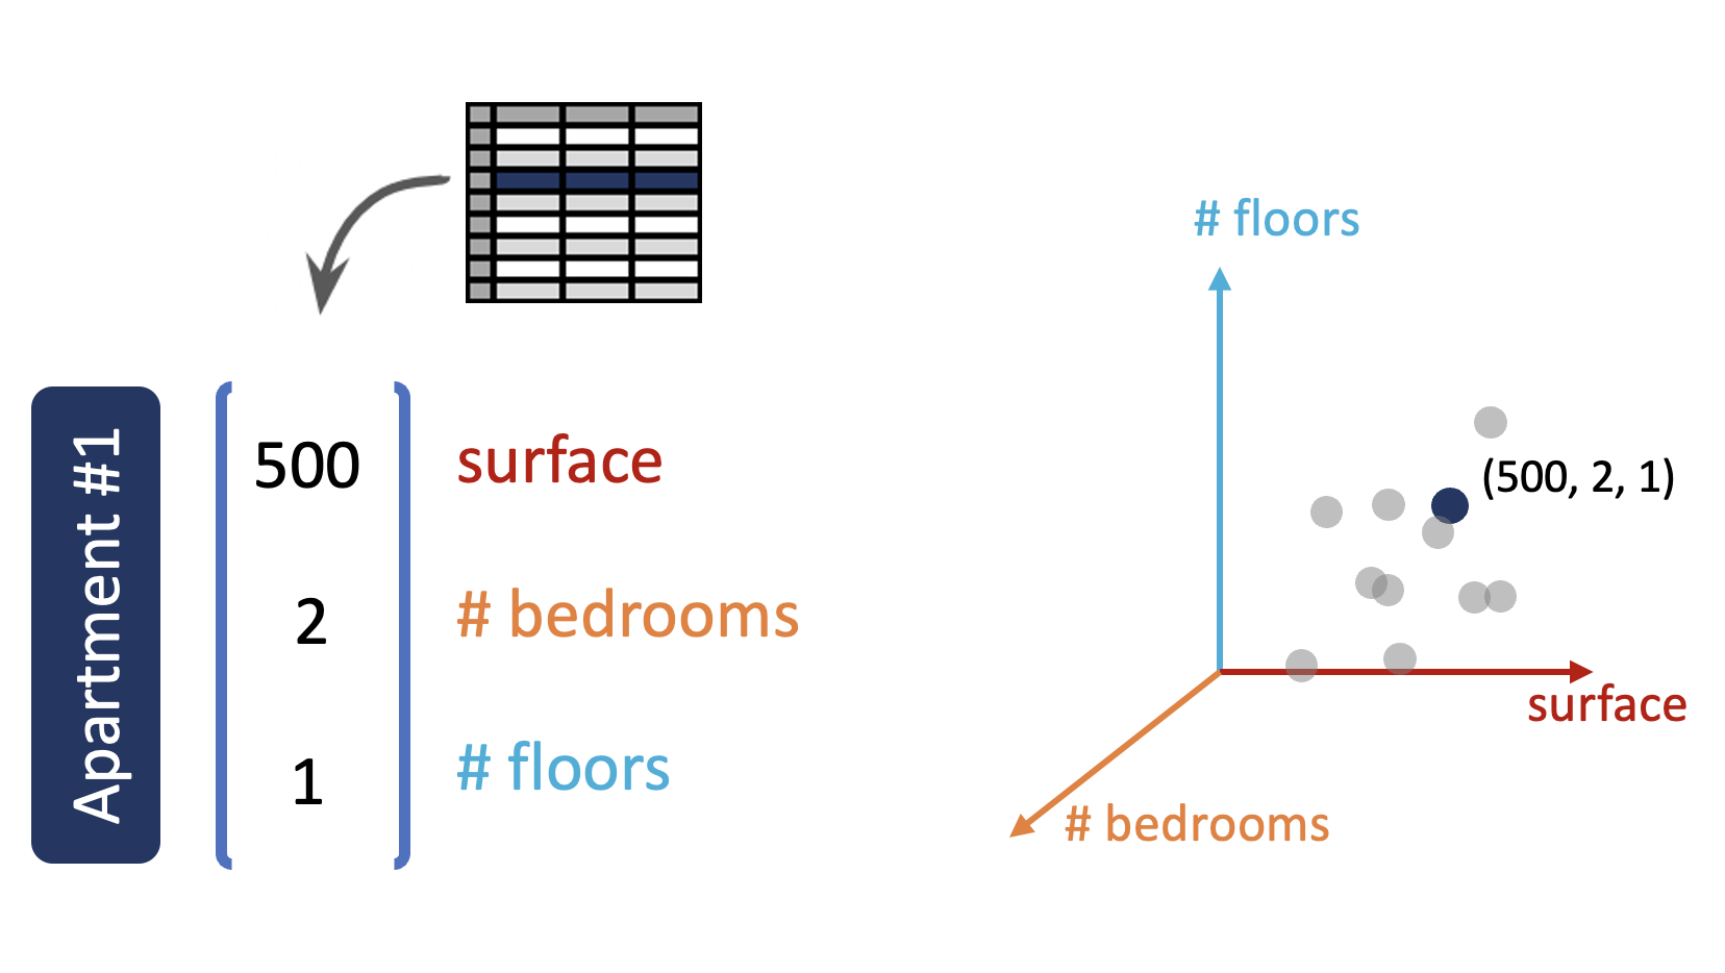 Apartment #1
500
surface
2
# bedrooms
1
# floors
# floors
(500, 2, 1)
surface
# bedrooms